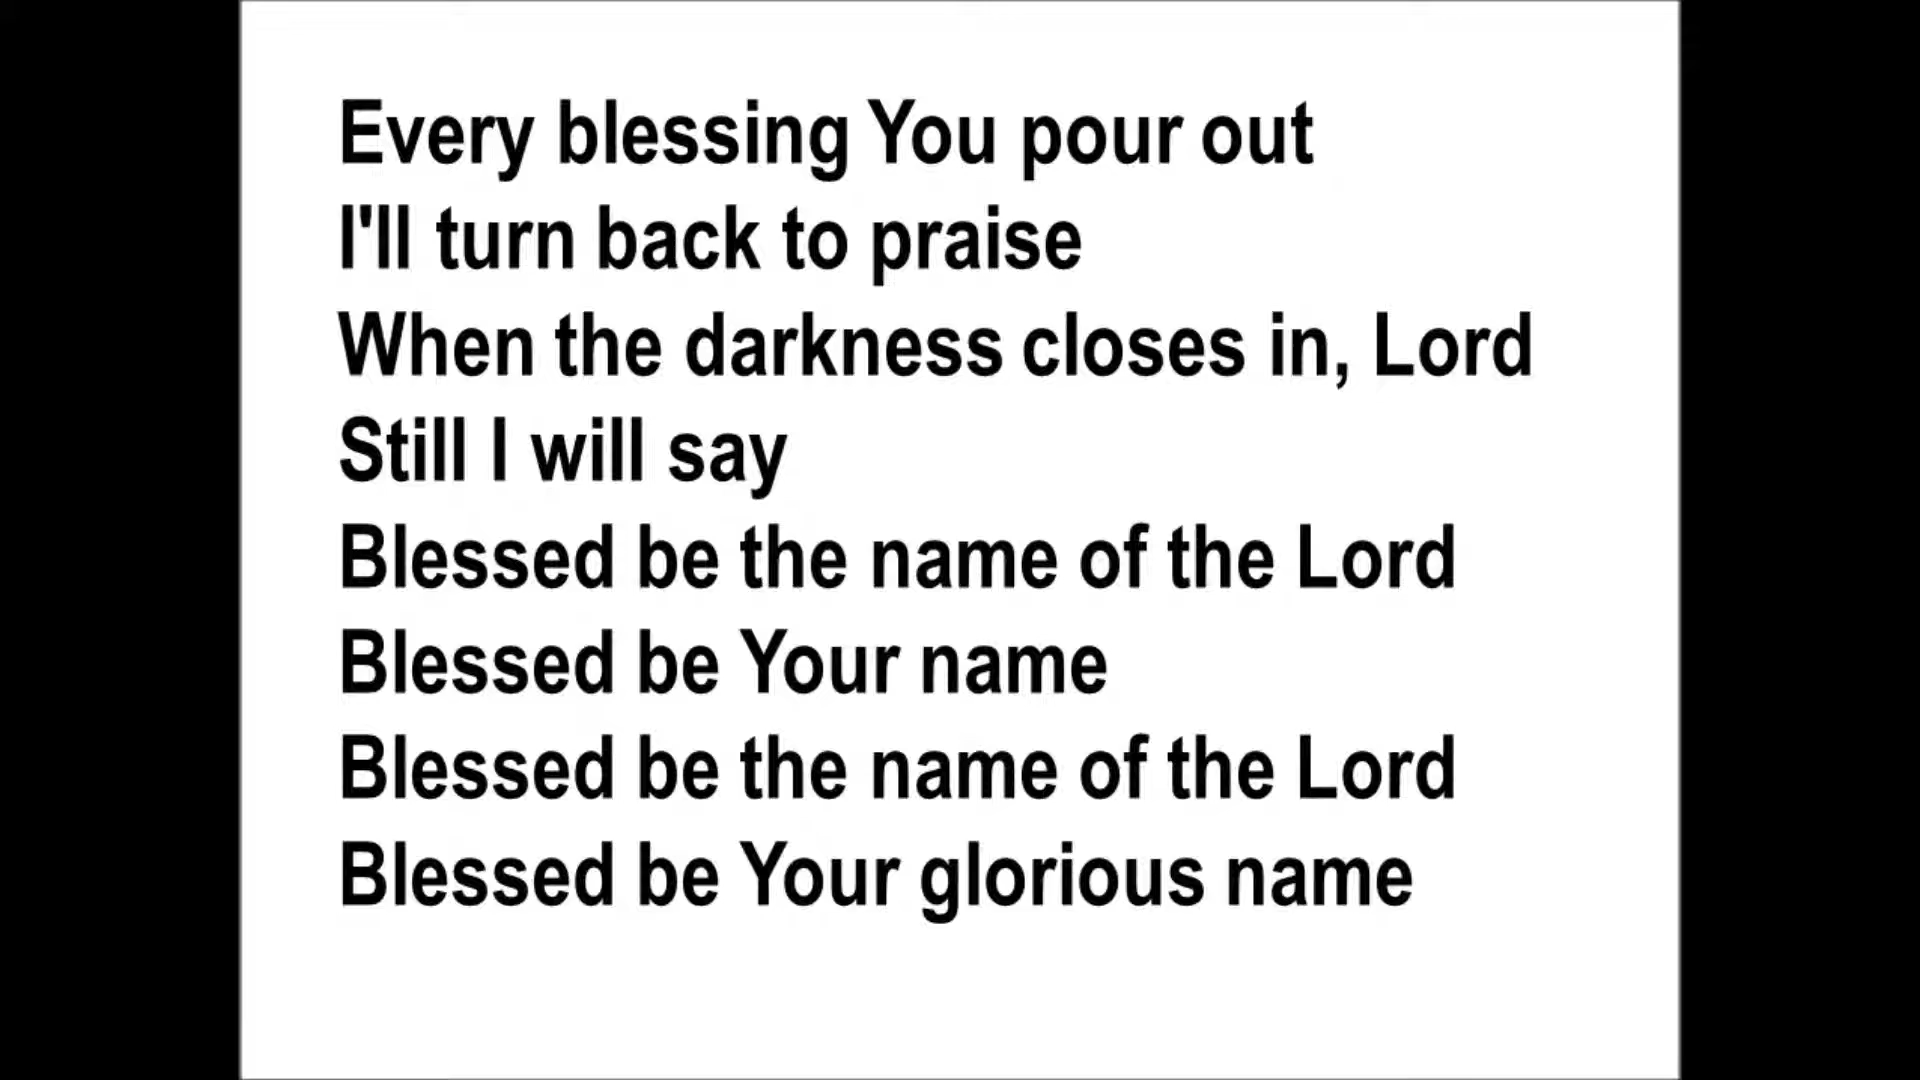 Every blessing You pour out
I'll turn back to praise
When the darkness closes in, Lord
Still I will say
Blessed be the name of the Lord
Blessed be Your name
Blessed be the name of the Lord
Blessed be Your glorious name